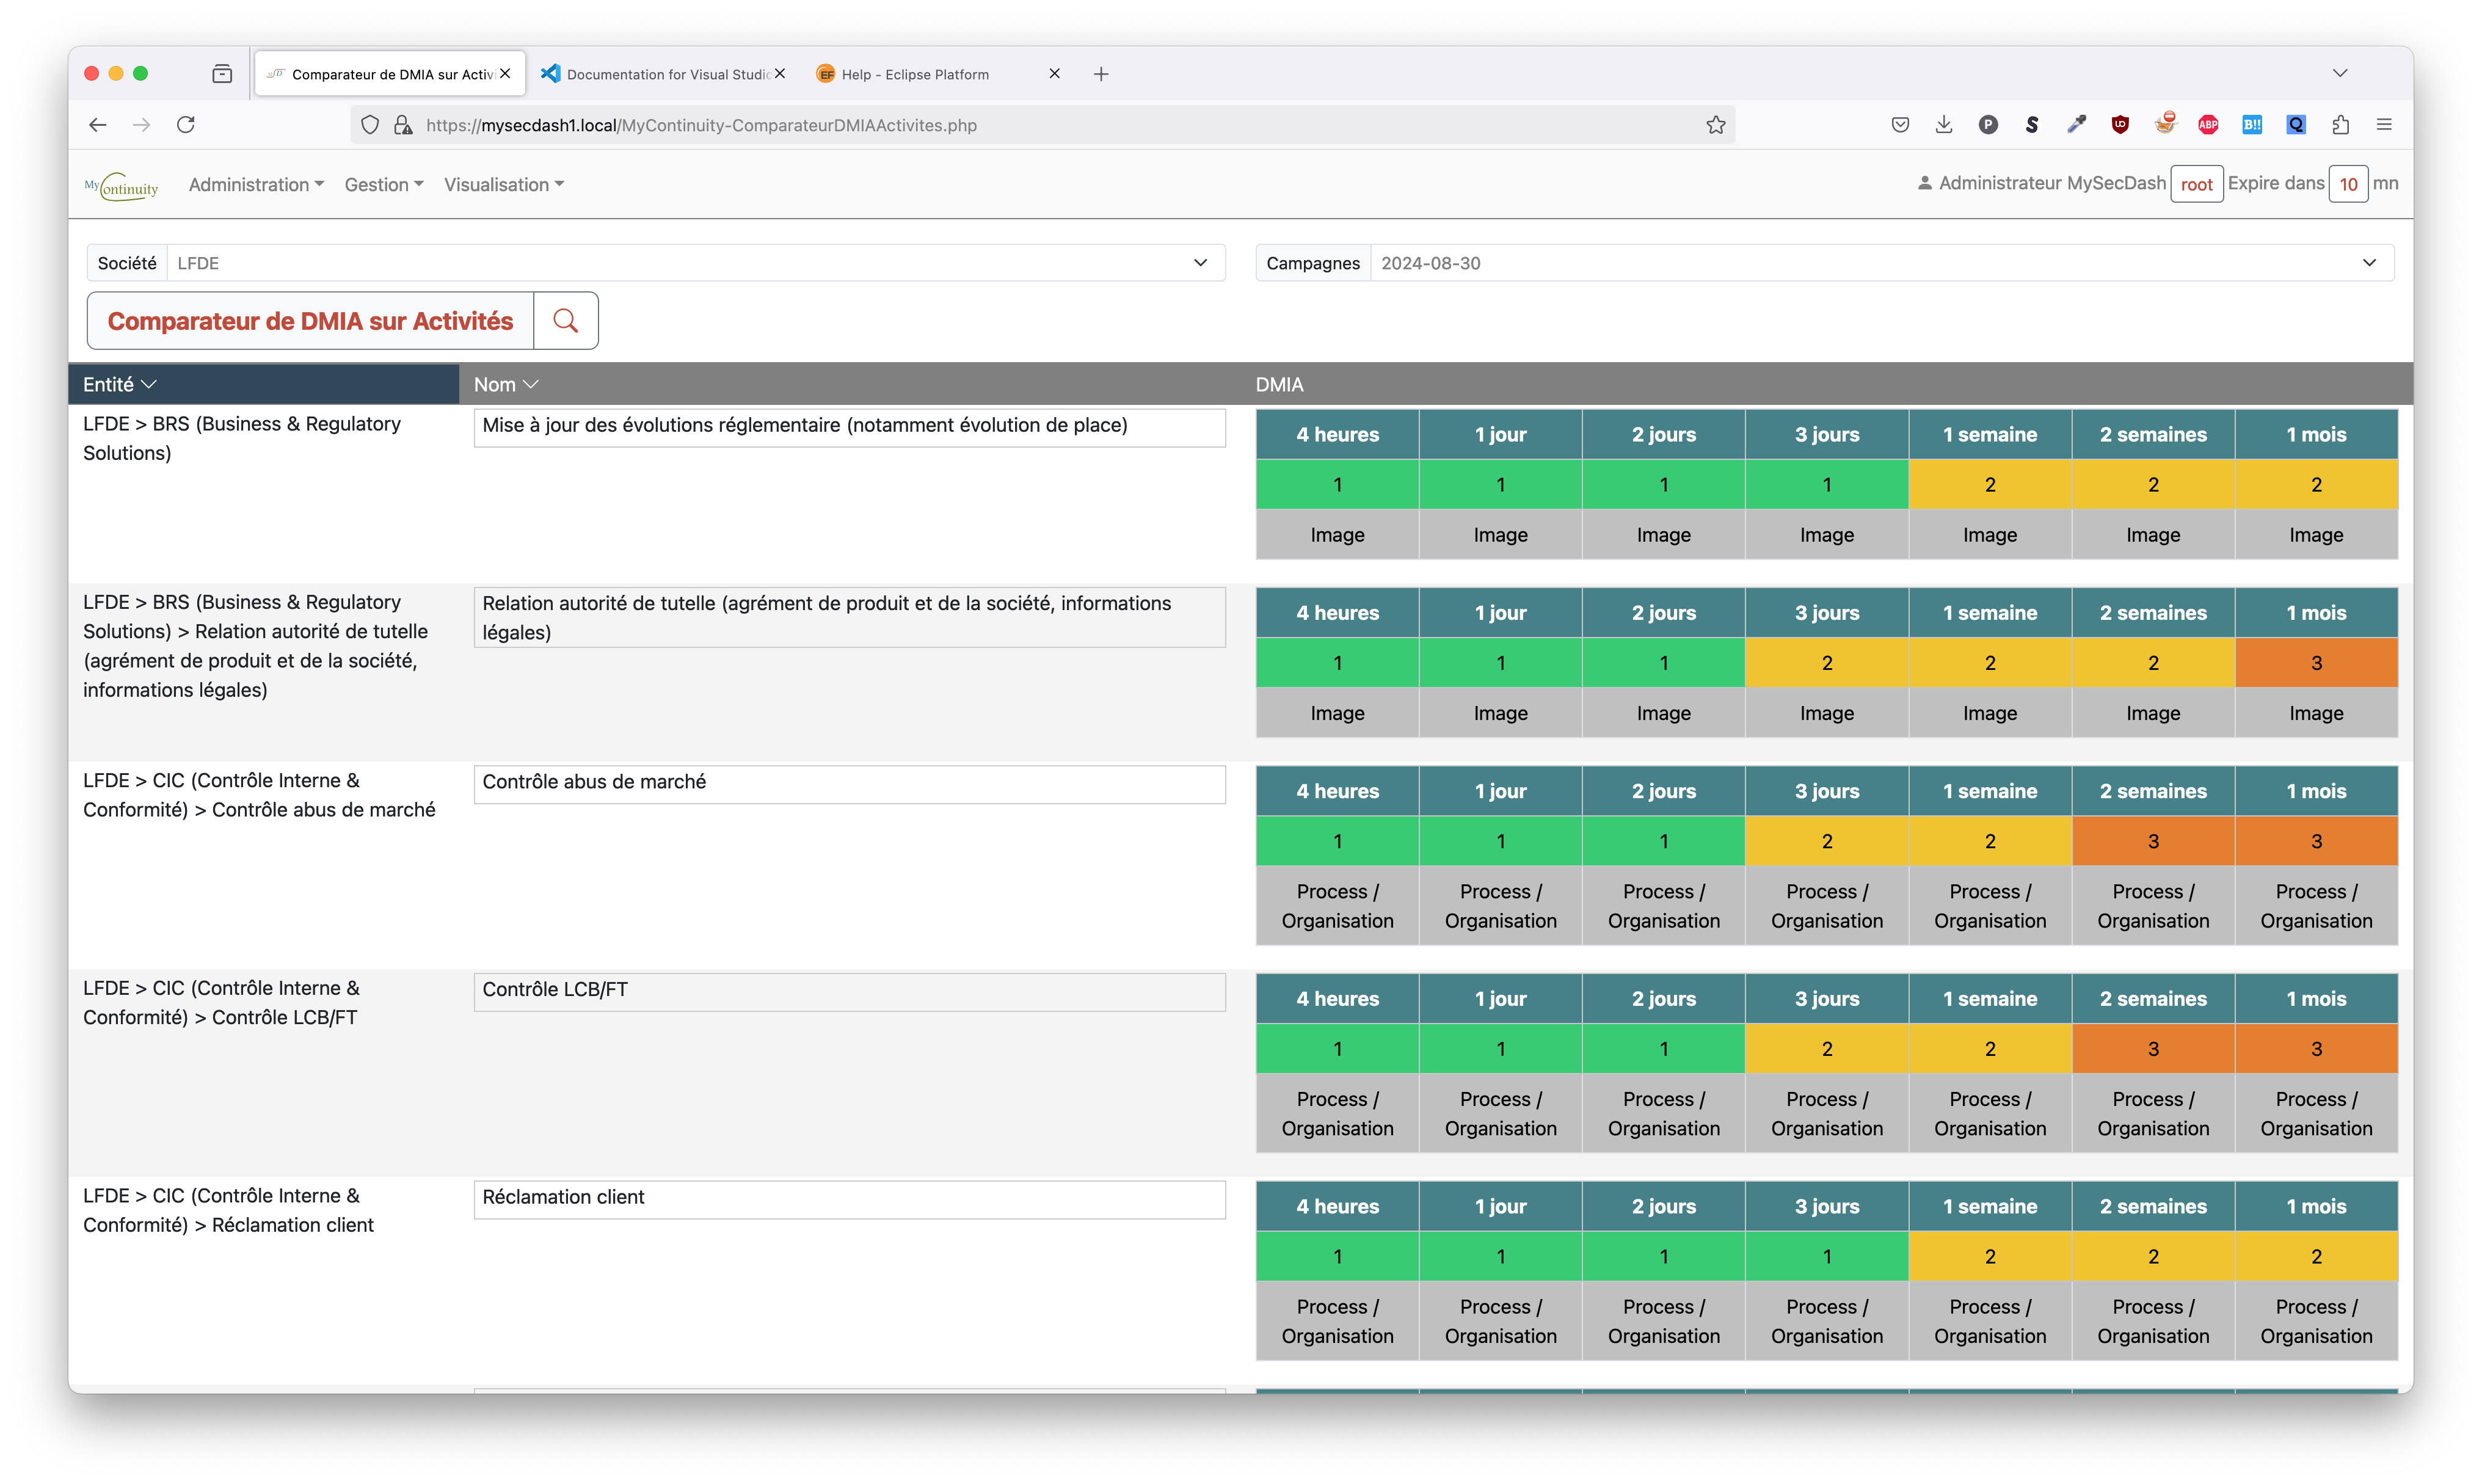 Comparateur de DMIA sur Activi
Documentation for Visual Studio
Help - Eclipse Platform
https://mysecdash1.local/MyContinuity-ComparateurDMIAActivites.php
MyContinuity Administration Gestion Visualisation
Administrateur MySecDash root Expire dans 10 mn
Société LFDE
Campagnes 2024-08-30
Comparateur de DMIA sur Activités
Entité Nom DMIA
LFDE > BRS (Business & Regulatory
Solutions)
Mise à jour des évolutions réglementaire (notamment évolution de place)
4 heures 1 jour 2 jours 3 jours 1 semaine 2 semaines 1 mois
1 1 1 1 2 2 2
Image Image Image Image Image Image Image
LFDE > BRS (Business & Regulatory
Solutions) > Relation autorité de tutelle
(agrément de produit et de la société,
informations légales)
Relation autorité de tutelle (agrément de produit et de la société, informations
légales)
4 heures 1 jour 2 jours 3 jours 1 semaine 2 semaines 1 mois
1 1 1 2 2 2 3
Image Image Image Image Image Image Image
LFDE > CIC (Contrôle Interne &
Conformité) > Contrôle abus de marché
Contrôle abus de marché
4 heures 1 jour 2 jours 3 jours 1 semaine 2 semaines 1 mois
1 1 1 2 2 3 3
Process / Process / Process / Process / Process / Process / Process /
Organisation Organisation Organisation Organisation Organisation Organisation Organisation
LFDE > CIC (Contrôle Interne &
Conformité) > Contrôle LCB/FT
Contrôle LCB/FT
4 heures 1 jour 2 jours 3 jours 1 semaine 2 semaines 1 mois
1 1 1 2 2 3 3
Process / Process / Process / Process / Process / Process / Process /
Organisation Organisation Organisation Organisation Organisation Organisation Organisation
LFDE > CIC (Contrôle Interne &
Conformité) > Réclamation client
Réclamation client
4 heures 1 jour 2 jours 3 jours 1 semaine 2 semaines 1 mois
1 1 1 1 2 2 2
Process / Process / Process / Process / Process / Process / Process /
Organisation Organisation Organisation Organisation Organisation Organisation Organisation